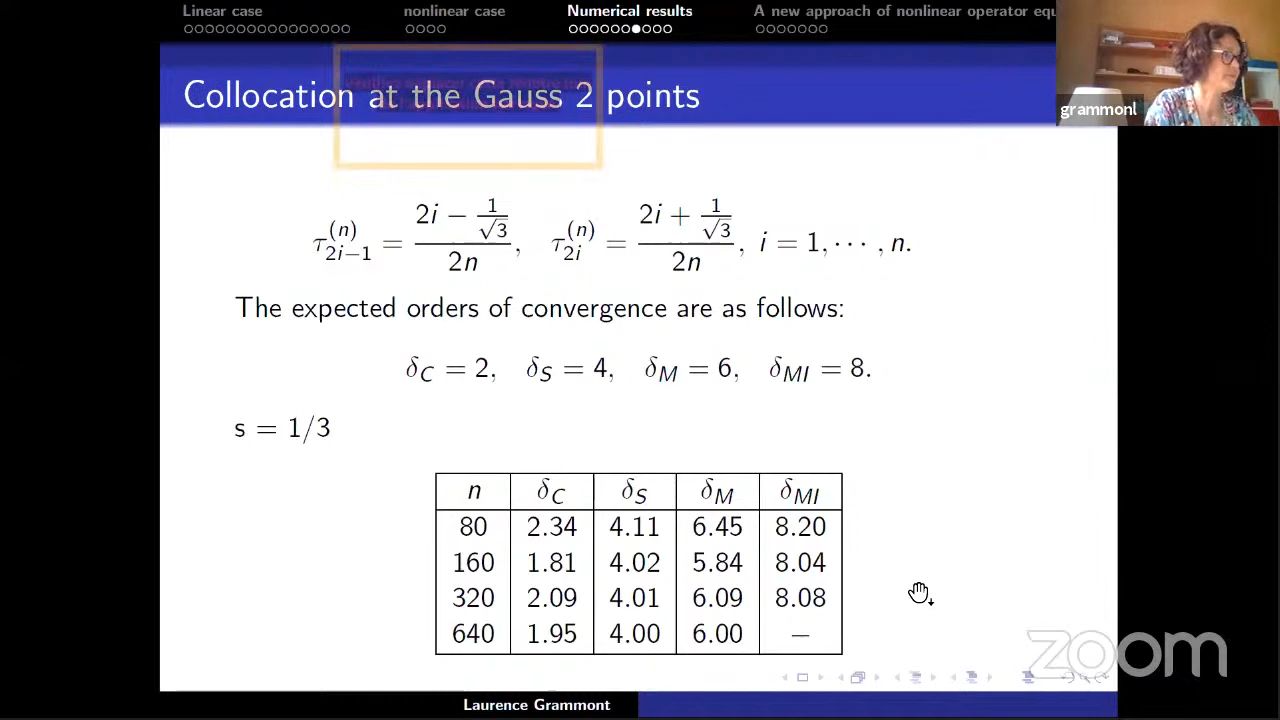 Linear case nonlinear case Numerical results A new approach of nonlinear operator equ
Collocation at the Gauss 2 points
grammonl
τ_{2i−1}^{(n)} = (2i − 1/√3)/(2n), τ_{2i}^{(n)} = (2i + 1/√3)/(2n), i = 1, ⋯ , n.
The expected orders of convergence are as follows:
δ_C = 2, δ_S = 4, δ_M = 6, δ_MI = 8.
s = 1/3
n δ_C δ_S δ_M δ_MI
80 2.34 4.11 6.45 8.20
160 1.81 4.02 5.84 8.04
320 2.09 4.01 6.09 8.08
640 1.95 4.00 6.00 −
zoom
Laurence Grammont